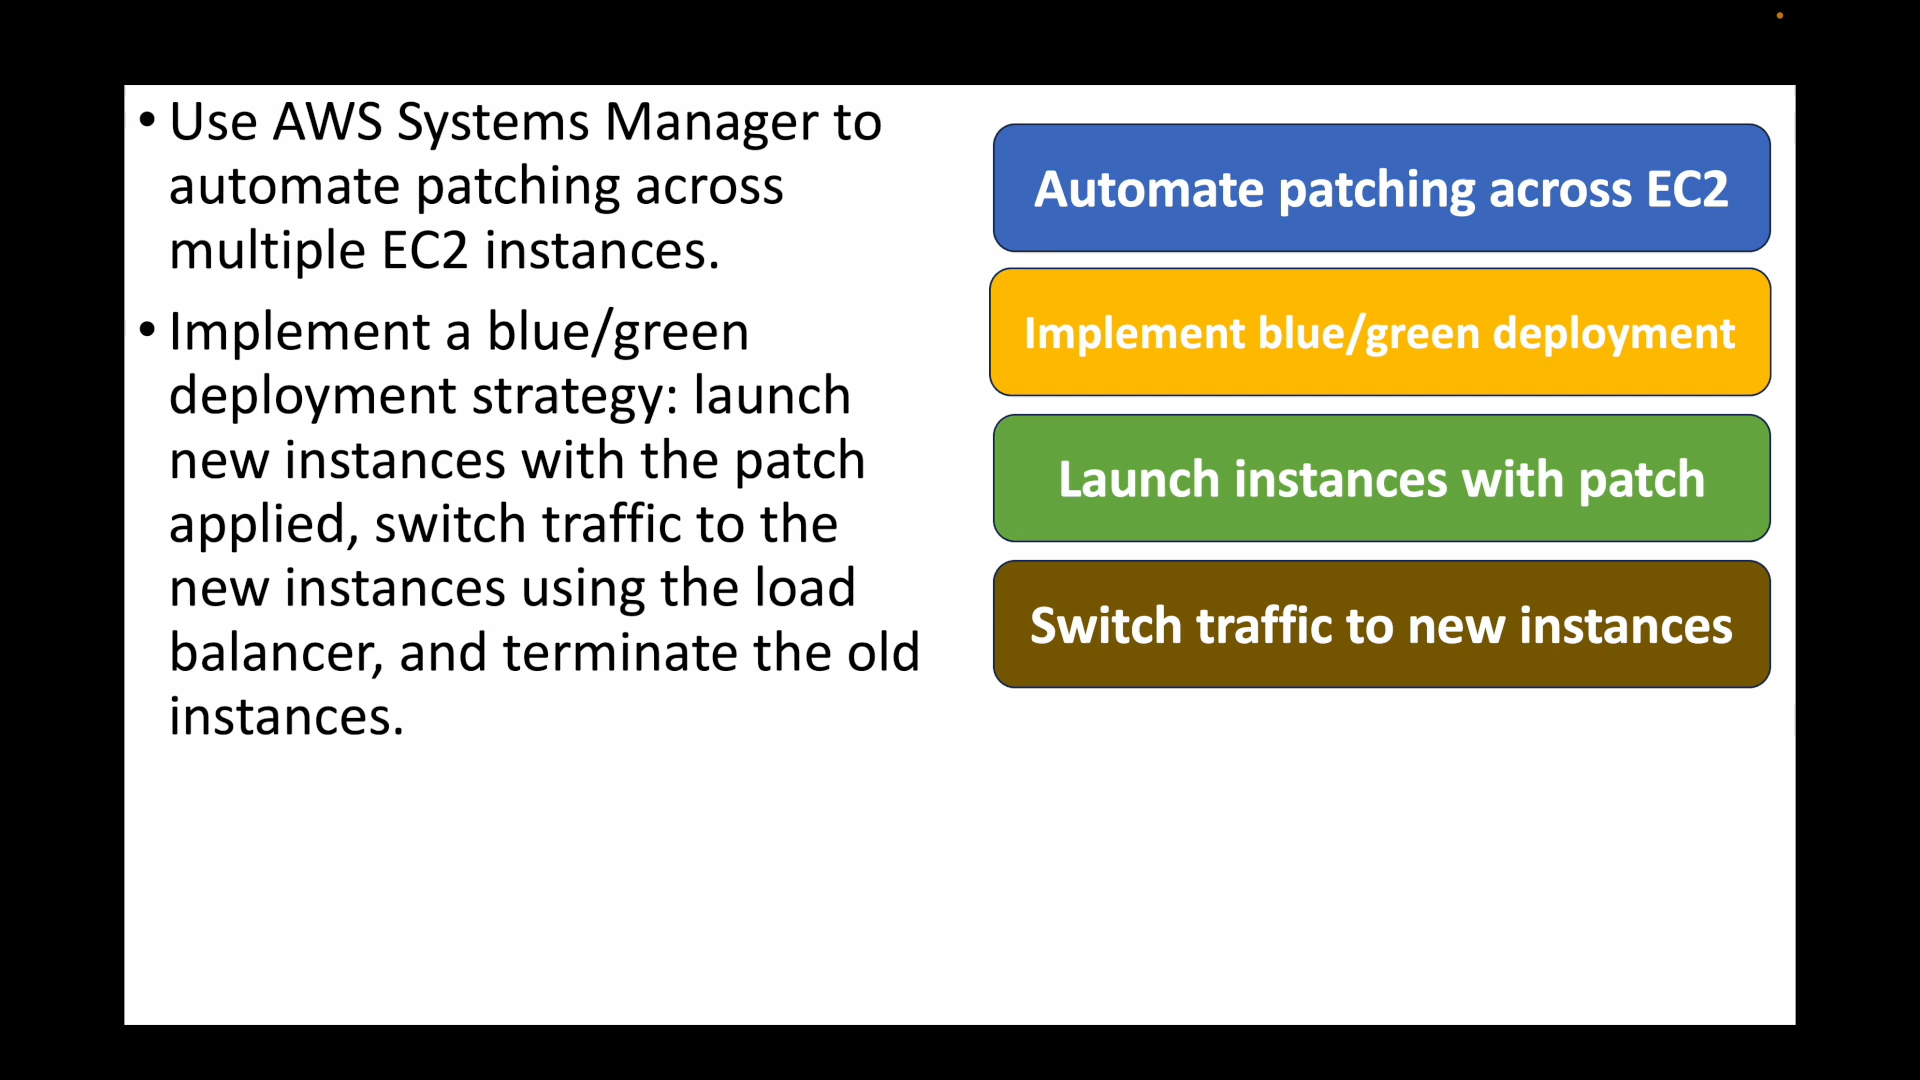 • Use AWS Systems Manager to
automate patching across
multiple EC2 instances.
• Implement a blue/green
deployment strategy: launch
new instances with the patch
applied, switch traffic to the
new instances using the load
balancer, and terminate the old
instances.
Automate patching across EC2
Implement blue/green deployment
Launch instances with patch
Switch traffic to new instances